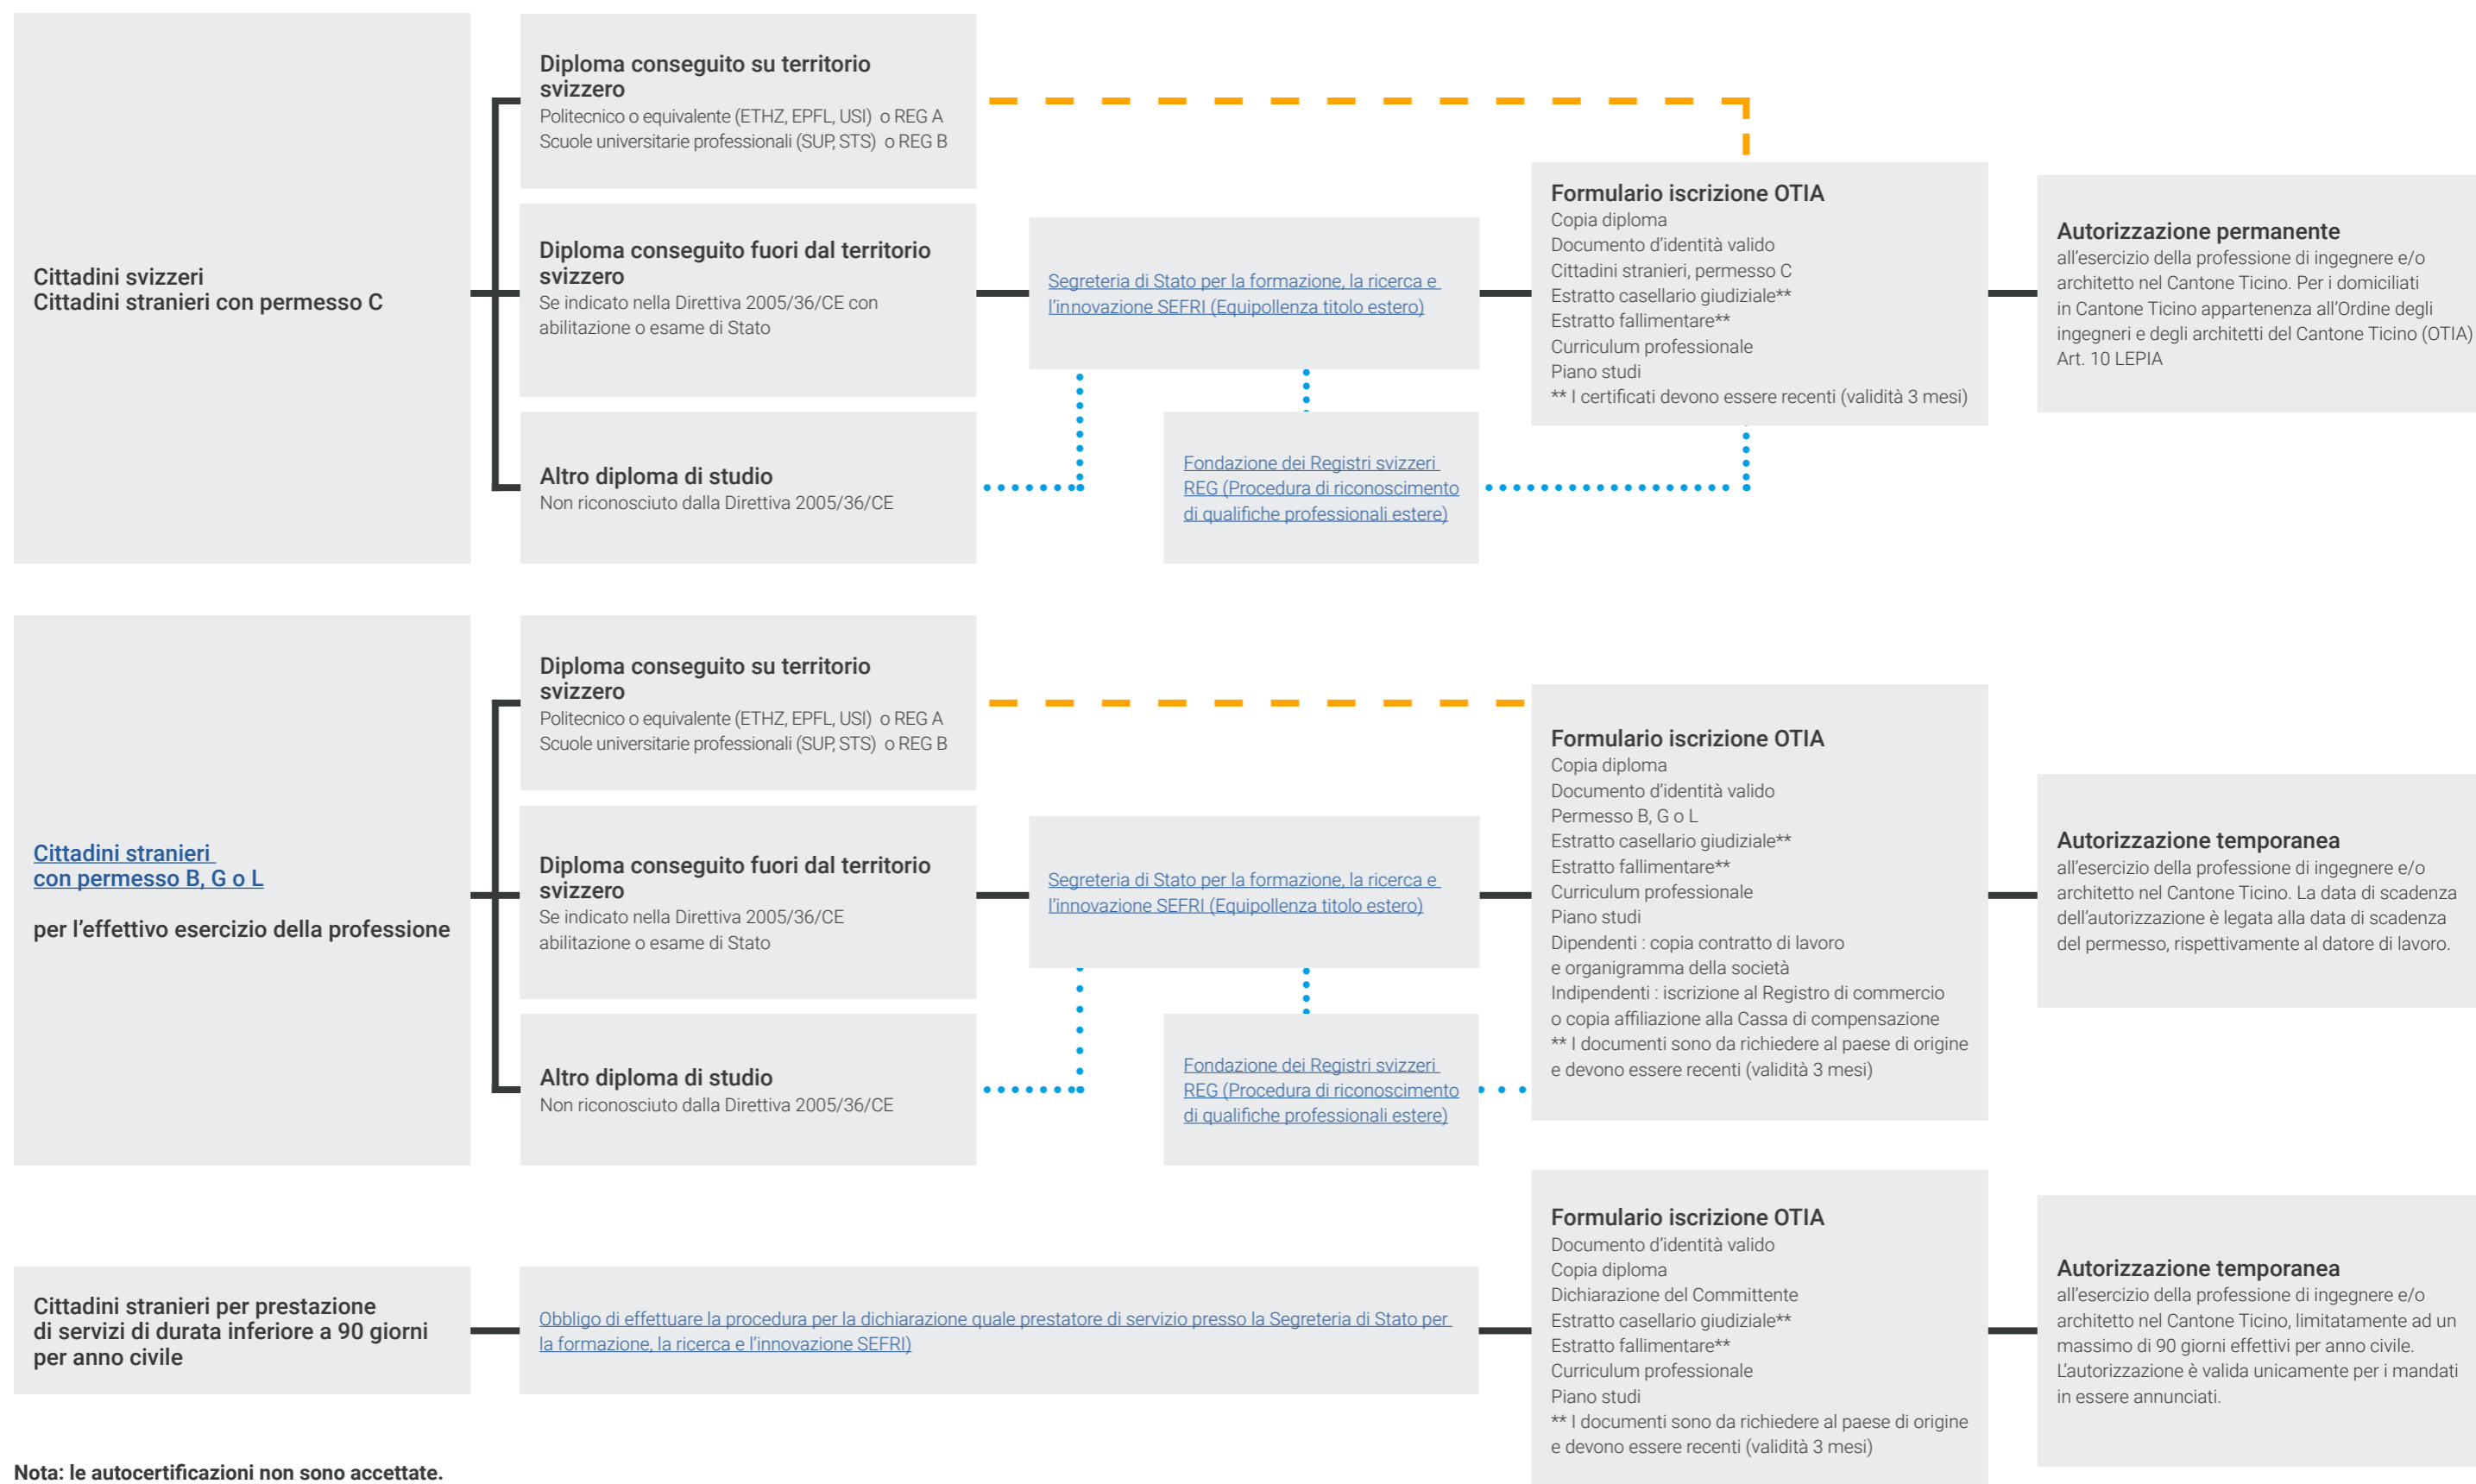 Cittadini svizzeri
Cittadini stranieri con permesso C
Diploma conseguito su territorio
svizzero
Politecnico o equivalente (ETHZ, EPFL, USI)  o REG A
Scuole universitarie professionali (SUP, STS)  o REG B
Diploma conseguito fuori dal territorio
svizzero
Se indicato nella Direttiva 2005/36/CE con
abilitazione o esame di Stato
Altro diploma di studio
Non riconosciuto dalla Direttiva 2005/36/CE
Segreteria di Stato per la formazione, la ricerca e
l'innovazione SEFRI (Equipollenza titolo estero)
Fondazione dei Registri svizzeri
REG (Procedura di riconoscimento
di qualifiche professionali estere)
Formulario iscrizione OTIA
Copia diploma
Documento d'identità valido
Cittadini stranieri, permesso C
Estratto casellario giudiziale**
Estratto fallimentare**
Curriculum professionale
Piano studi
** I certificati devono essere recenti (validità 3 mesi)
Autorizzazione permanente
all'esercizio della professione di ingegnere e/o
architetto nel Cantone Ticino. Per i domiciliati
in Cantone Ticino appartenenza all'Ordine degli
ingegneri e degli architetti del Cantone Ticino (OTIA)
Art. 10 LEPIA
Cittadini stranieri
con permesso B, G o L
per l'effettivo esercizio della professione
Diploma conseguito su territorio
svizzero
Politecnico o equivalente (ETHZ, EPFL, USI)  o REG A
Scuole universitarie professionali (SUP, STS)  o REG B
Diploma conseguito fuori dal territorio
svizzero
Se indicato nella Direttiva 2005/36/CE
abilitazione o esame di Stato
Altro diploma di studio
Non riconosciuto dalla Direttiva 2005/36/CE
Segreteria di Stato per la formazione, la ricerca e
l'innovazione SEFRI (Equipollenza titolo estero)
Fondazione dei Registri svizzeri
REG (Procedura di riconoscimento
di qualifiche professionali estere)
Formulario iscrizione OTIA
Copia diploma
Documento d'identità valido
Permesso B, G o L
Estratto casellario giudiziale**
Estratto fallimentare**
Curriculum professionale
Piano studi
Dipendenti : copia contratto di lavoro
e organigramma della società
Indipendenti : iscrizione al Registro di commercio
o copia affiliazione alla Cassa di compensazione
** I documenti sono da richiedere al paese di origine
e devono essere recenti (validità 3 mesi)
Autorizzazione temporanea
all'esercizio della professione di ingegnere e/o
architetto nel Cantone Ticino. La data di scadenza
dell'autorizzazione è legata alla data di scadenza
del permesso, rispettivamente al datore di lavoro.
Cittadini stranieri per prestazione
di servizi di durata inferiore a 90 giorni
per anno civile
Obbligo di effettuare la procedura per la dichiarazione quale prestatore di servizio presso la Segreteria di Stato per
la formazione, la ricerca e l'innovazione SEFRI)
Formulario iscrizione OTIA
Documento d'identità valido
Copia diploma
Dichiarazione del Committente
Estratto casellario giudiziale**
Estratto fallimentare**
Curriculum professionale
Piano studi
** I documenti sono da richiedere al paese di origine
e devono essere recenti (validità 3 mesi)
Autorizzazione temporanea
all'esercizio della professione di ingegnere e/o
architetto nel Cantone Ticino, limitatamente ad un
massimo di 90 giorni effettivi per anno civile.
L'autorizzazione è valida unicamente per i mandati
in essere annunciati.
Nota: le autocertificazioni non sono accettate.